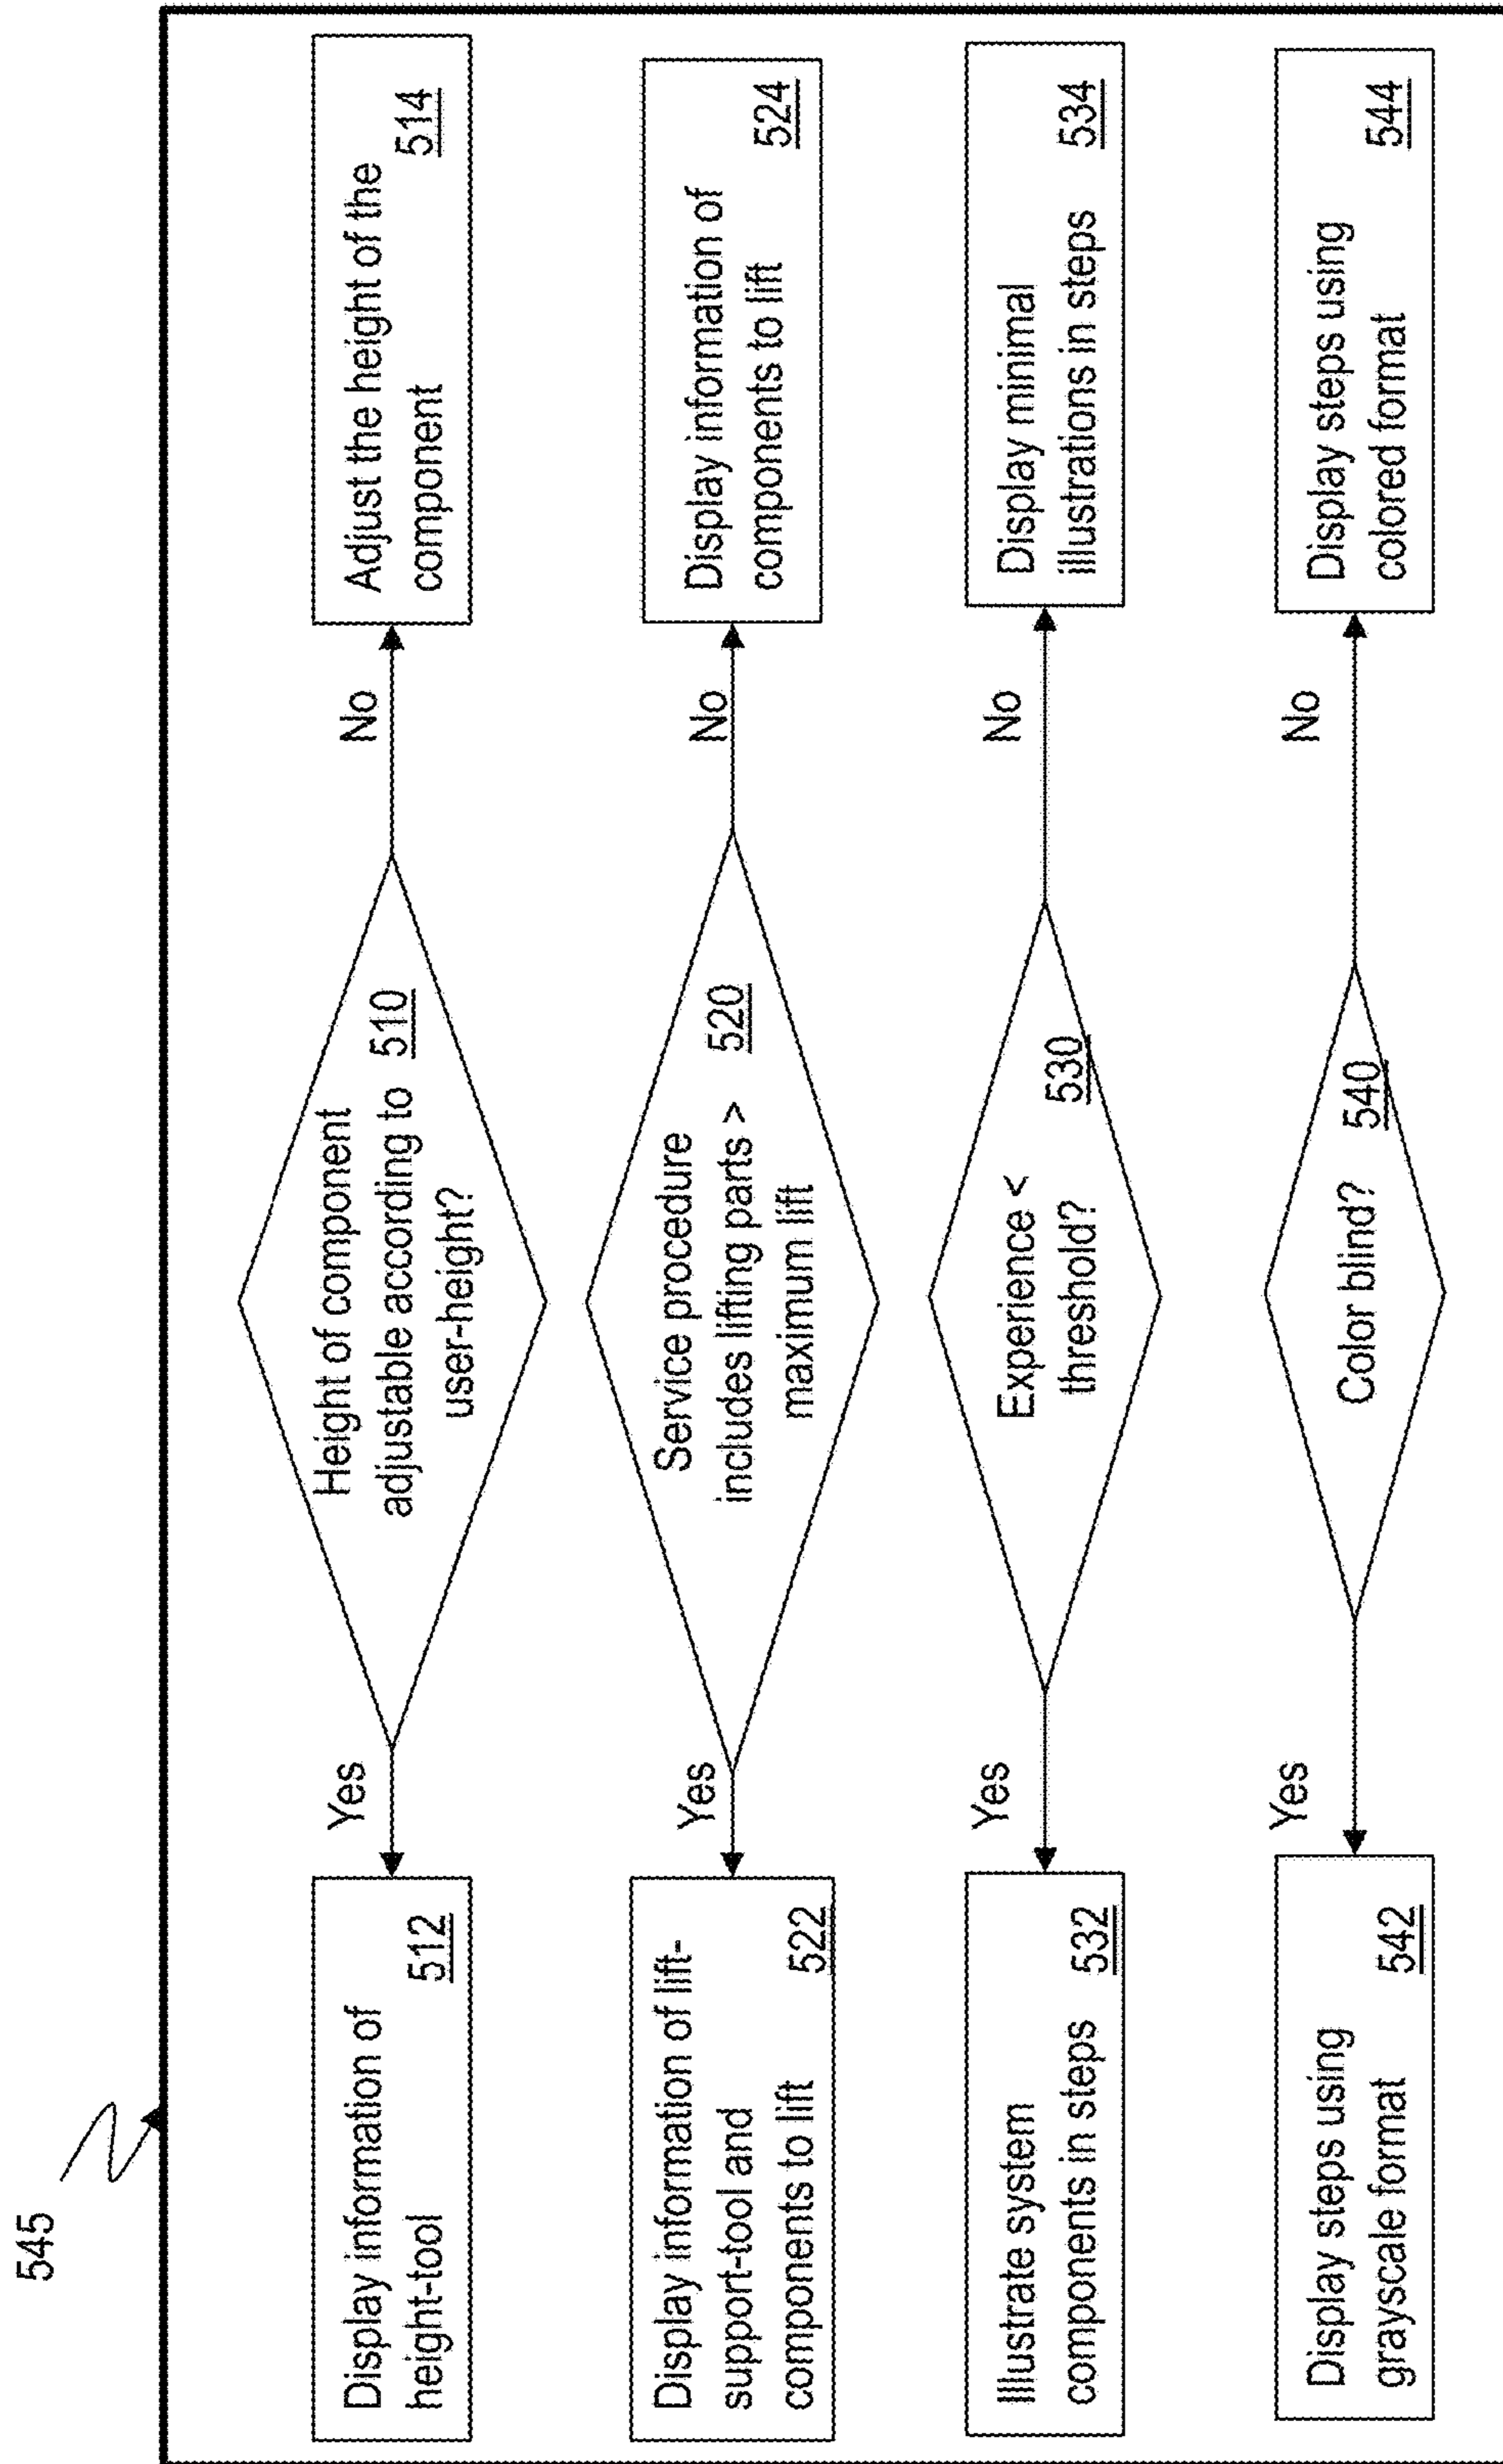 545
Display information of
height-tool
512
Yes
Height of component
adjustable according to 510
user-height?
No
Adjust the height of the
component
514
Display information of lift-
support-tool and
components to lift
522
Yes
Service procedure
includes lifting parts >
maximum lift
520
No
Display information of
components to lift
524
Illustrate system
components in steps
532
Yes
Experience <
threshold?
530
No
Display minimal
illustrations in steps
534
Display steps using
grayscale format
542
Yes
Color blind?
540
No
Display steps using
colored format
544